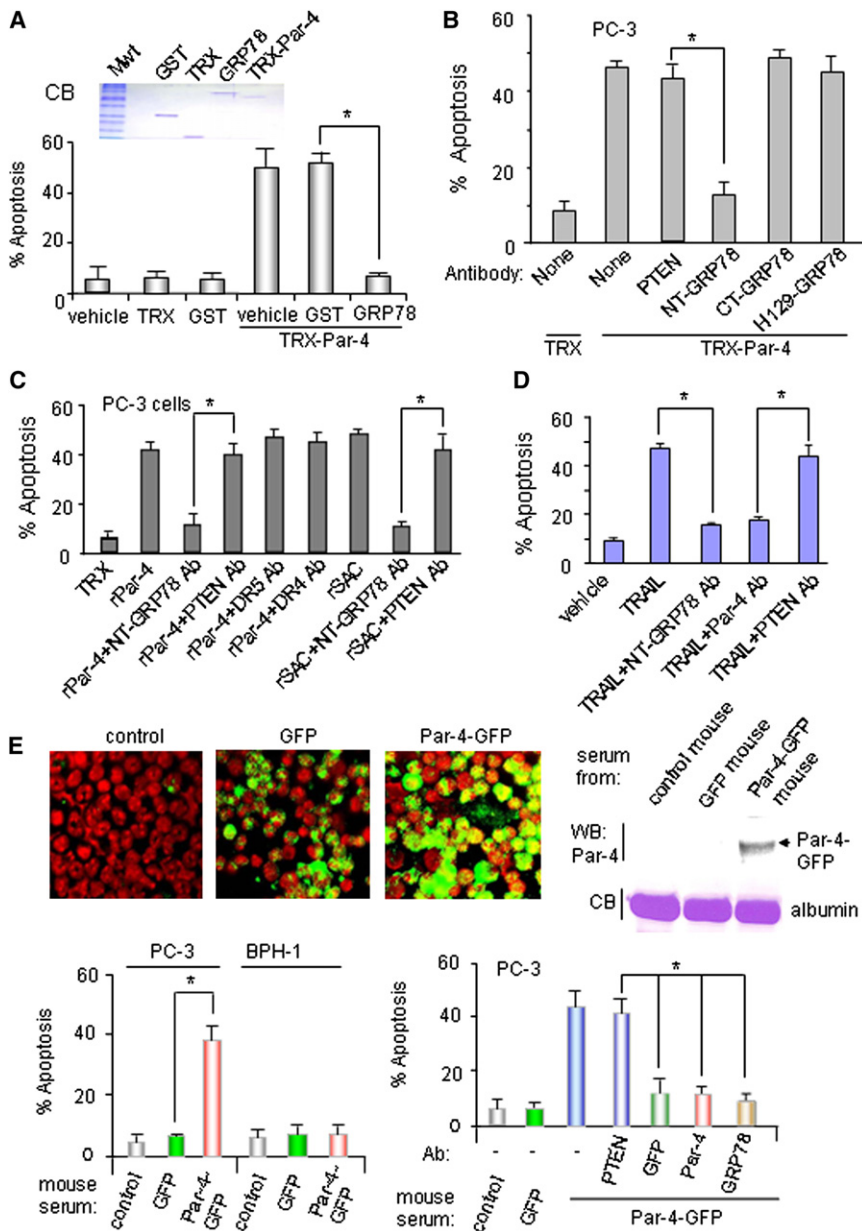 A
Mwt
GST
TRX
GRP78
TRX-Par-4
CB
% Apoptosis
60
40
20
0
vehicle
TRX
GST
vehicle
GST
GRP78
TRX-Par-4
*
B
PC-3
*
% Apoptosis
60
40
20
0
Antibody:
None
None
PTEN
NT-GRP78
CT-GRP78
H129-GRP78
TRX
TRX-Par-4
C
PC-3 cells
*
*
% Apoptosis
60
40
20
0
TRX
rPar-4
rPar-4+NT-GRP78 Ab
rPar-4+PTEN Ab
rPar-4+DR5 Ab
rPar-4+DR4 Ab
rSAC
rSAC+NT-GRP78 Ab
rSAC+PTEN Ab
D
*
*
% Apoptosis
60
40
20
0
vehicle
TRAIL
TRAIL+NT-GRP78 Ab
TRAIL+Par-4 Ab
TRAIL+PTEN Ab
E
control
GFP
Par-4-GFP
serum
from:
control mouse
GFP mouse
Par-4-GFP
mouse
WB:
Par-4
Par-4-
GFP
CB
albumin
PC-3
BPH-1
*
% Apoptosis
60
40
20
0
mouse
serum:
control
GFP
Par-4-
GFP
control
GFP
Par-4-
GFP
PC-3
*
% Apoptosis
60
40
20
0
Ab:
-
-
-
PTEN
GFP
Par-4
GRP78
mouse
serum:
control
GFP
Par-4-GFP